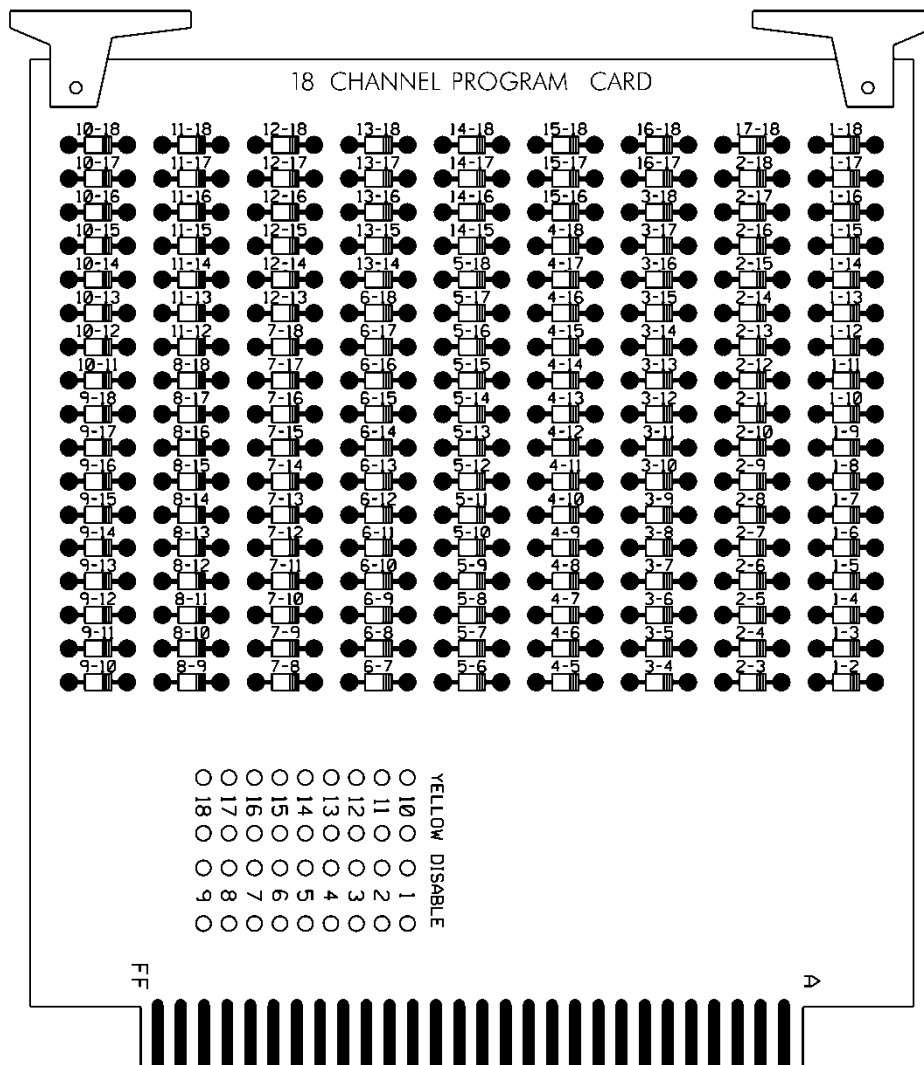 18 CHANNEL PROGRAM CARD
10-18 11-18 12-18 13-18 14-18 15-18 16-18 17-18 1-18
10-17 11-17 12-17 13-17 14-17 15-17 16-17 2-18 1-17
10-16 11-16 12-16 13-16 14-16 15-16 3-18 2-17 1-16
10-15 11-15 12-15 13-15 14-15 4-18 3-17 2-16 1-15
10-14 11-14 12-14 13-14 5-18 4-17 3-16 2-15 1-14
10-13 11-13 12-13 6-18 5-17 4-16 3-15 2-14 1-13
10-12 11-12 7-18 6-17 5-16 4-15 3-14 2-13 1-12
10-11 8-18 7-17 6-16 5-15 4-14 3-13 2-12 1-11
9-18 8-17 7-16 6-15 5-14 4-13 3-12 2-11 1-10
9-17 8-16 7-15 6-14 5-13 4-12 3-11 2-10 1-9
9-16 8-15 7-14 6-13 5-12 4-11 3-10 2-9 1-8
9-15 8-14 7-13 6-12 5-11 4-10 3-9 2-8 1-7
9-14 8-13 7-12 6-11 5-10 4-9 3-8 2-7 1-6
9-13 8-12 7-11 6-10 5-9 4-8 3-7 2-6 1-5
9-12 8-11 7-10 6-9 5-8 4-7 3-6 2-5 1-4
9-11 8-10 7-9 6-8 5-7 4-6 3-5 2-4 1-3
9-10 8-9 7-8 6-7 5-6 4-5 3-4 2-3 1-2
YELLOW DISABLE
10 1
11 2
12 3
13 4
14 5
15 6
16 7
17 8
18 9
FF
A